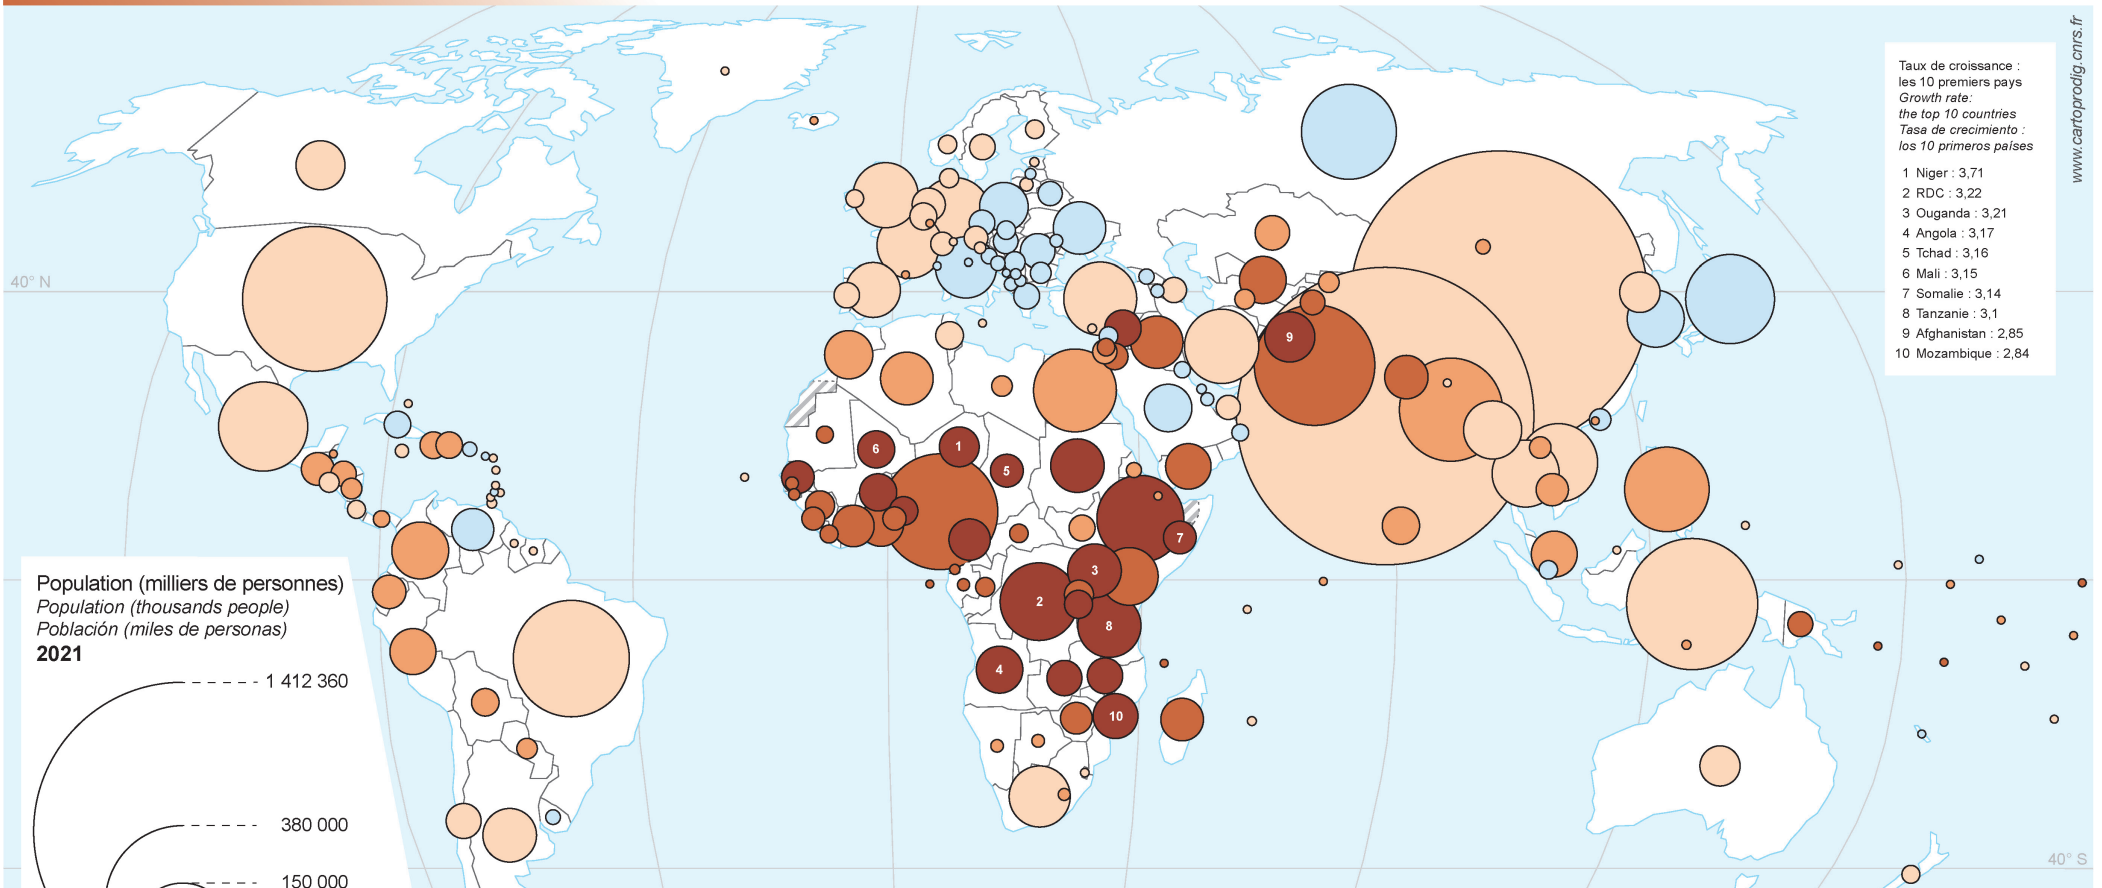 www.cartoprodig.cnrs.fr
Taux de croissance :
les 10 premiers pays
Growth rate:
the top 10 countries
Tasa de crecimiento :
los 10 primeros países
1 Niger : 3,71
2 RDC : 3,22
3 Ouganda : 3,21
4 Angola : 3,17
5 Tchad : 3,16
6 Mali : 3,15
7 Somalie : 3,14
8 Tanzanie : 3,1
9 Afghanistan : 2,85
10 Mozambique : 2,84
40° N
9
6
1
5
7
3
2
8
4
10
Population (milliers de personnes)
Population (thousands people)
Población (miles de personas)
2021
1 412 360
380 000
150 000
40° S